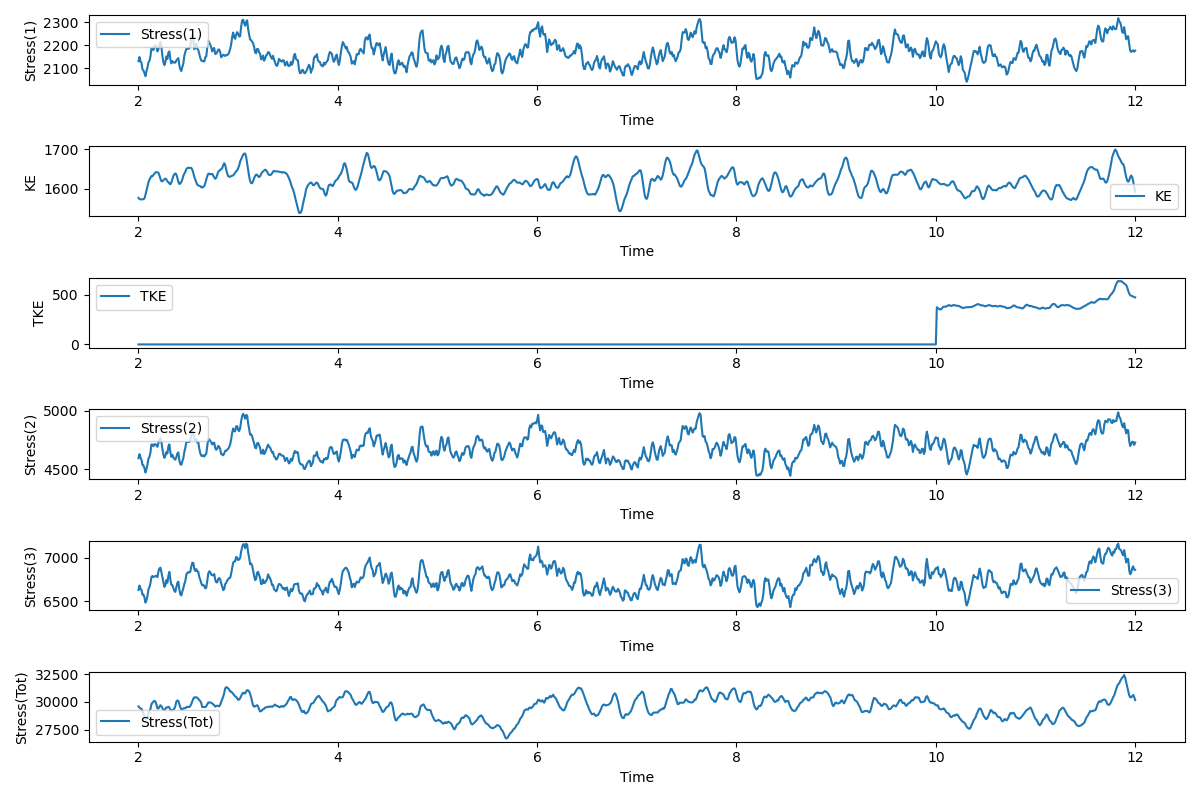 Stress(1)
2300
2200
2100
Stress(1)
2 4 6 8 10 12
Time
KE
1700
1600
KE
2 4 6 8 10 12
Time
TKE
500
0
TKE
2 4 6 8 10 12
Time
Stress(2)
5000
4500
Stress(2)
2 4 6 8 10 12
Time
Stress(3)
7000
6500
Stress(3)
2 4 6 8 10 12
Time
Stress(Tot)
32500
30000
27500
Stress(Tot)
2 4 6 8 10 12
Time